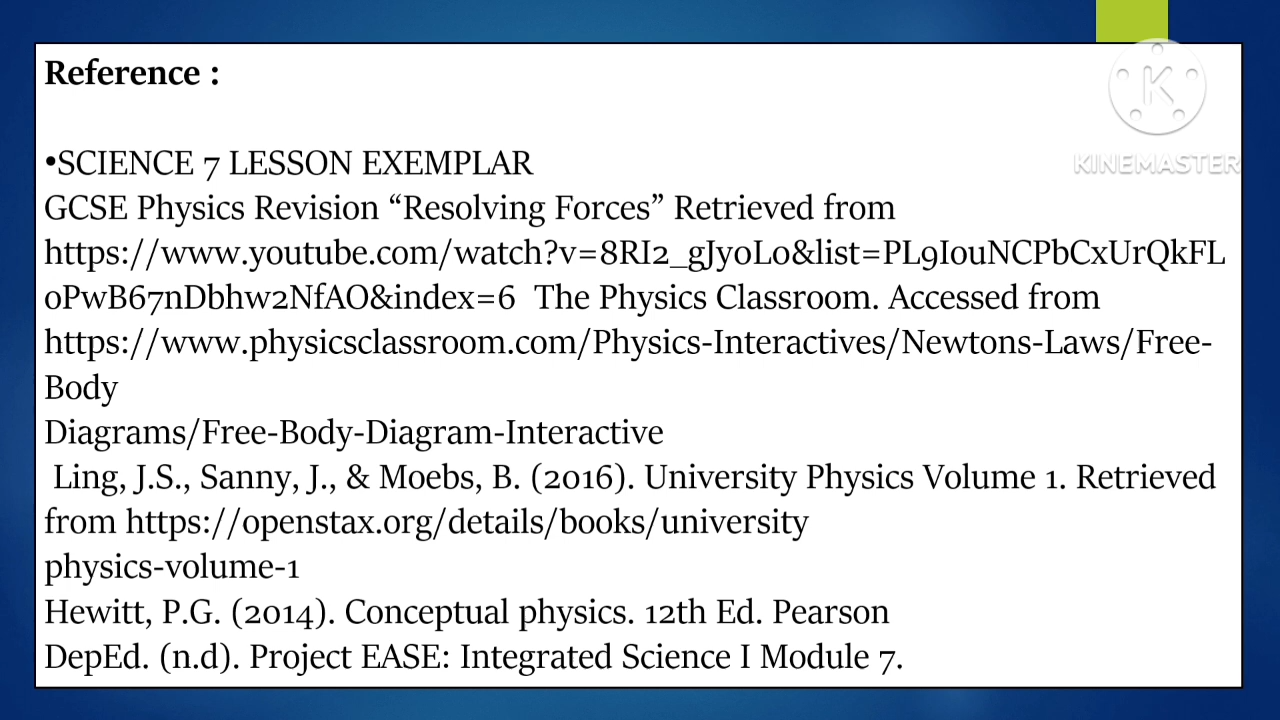 Reference :
K
KINEMASTER
•SCIENCE 7 LESSON EXEMPLAR
GCSE Physics Revision “Resolving Forces” Retrieved from
https://www.youtube.com/watch?v=8RI2_gJyoLo&list=PL9IouNCPbCxUrQkFL
oPwB67nDbhw2NfAO&index=6  The Physics Classroom. Accessed from
https://www.physicsclassroom.com/Physics-Interactives/Newtons-Laws/Free-
Body
Diagrams/Free-Body-Diagram-Interactive
Ling, J.S., Sanny, J., & Moebs, B. (2016). University Physics Volume 1. Retrieved
from https://openstax.org/details/books/university
physics-volume-1
Hewitt, P.G. (2014). Conceptual physics. 12th Ed. Pearson
DepEd. (n.d). Project EASE: Integrated Science I Module 7.